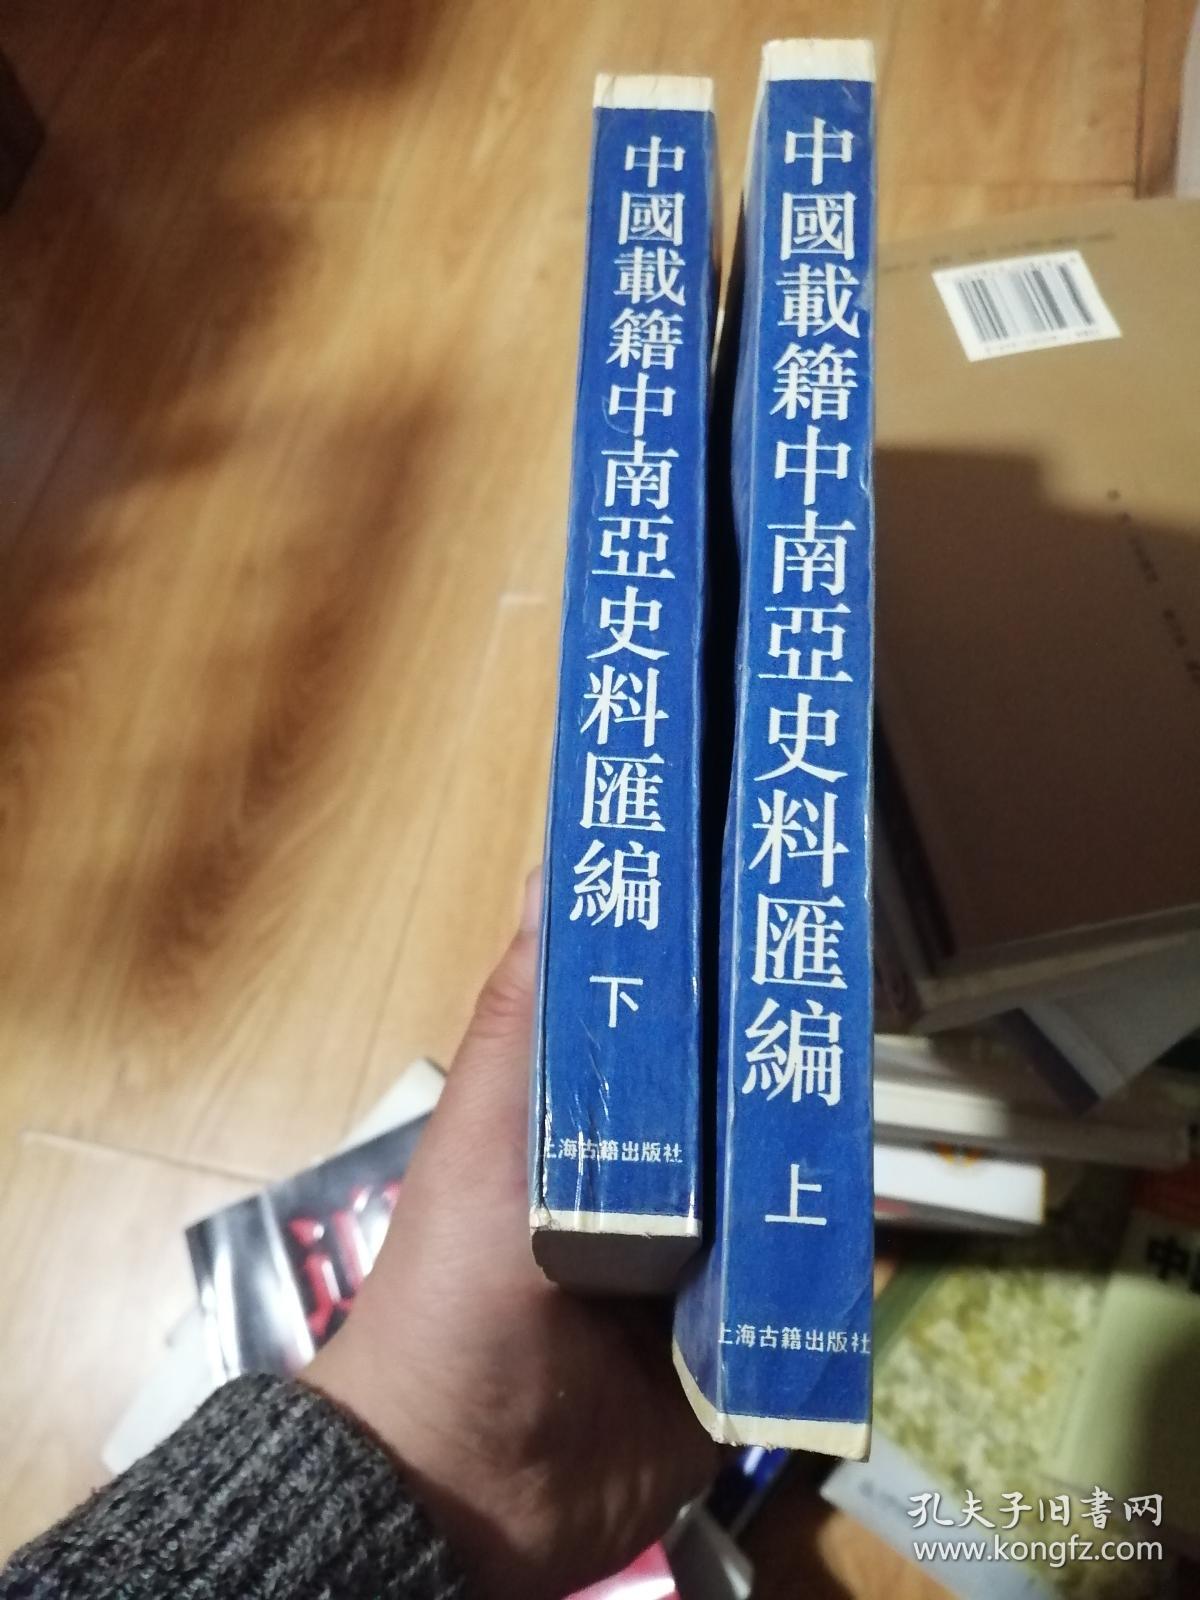 中國載籍中南亞史料匯編
下
上海古籍出版社
中國載籍中南亞史料匯編
上
上海古籍出版社
孔夫子旧書网
www.kongfz.com